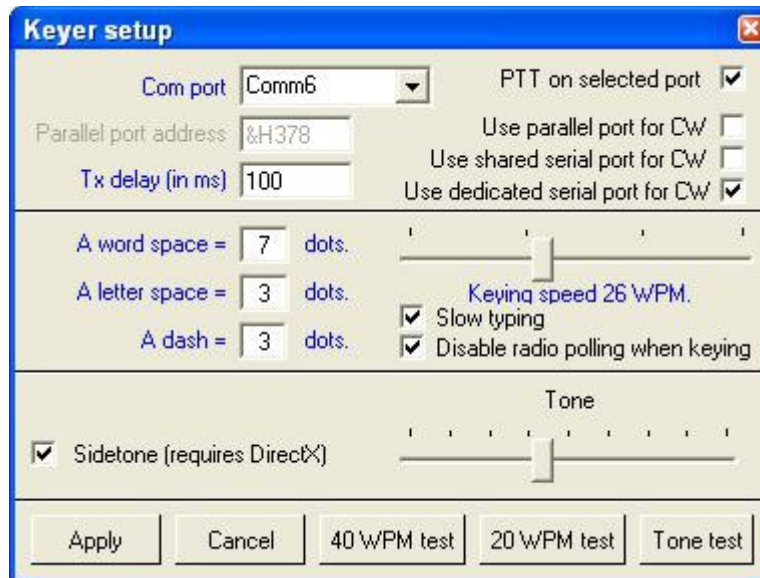 Keyer setup
Com port Comm6 PTT on selected port
Parallel port address &H378 Use parallel port for CW
Use shared serial port for CW
Tx delay (in ms) 100 Use dedicated serial port for CW
A word space = 7 dots.
A letter space = 3 dots. Keying speed 26 WPM.
Slow typing
A dash = 3 dots. Disable radio polling when keying
Tone
Sidetone (requires DirectX)
Apply Cancel 40 WPM test 20 WPM test Tone test